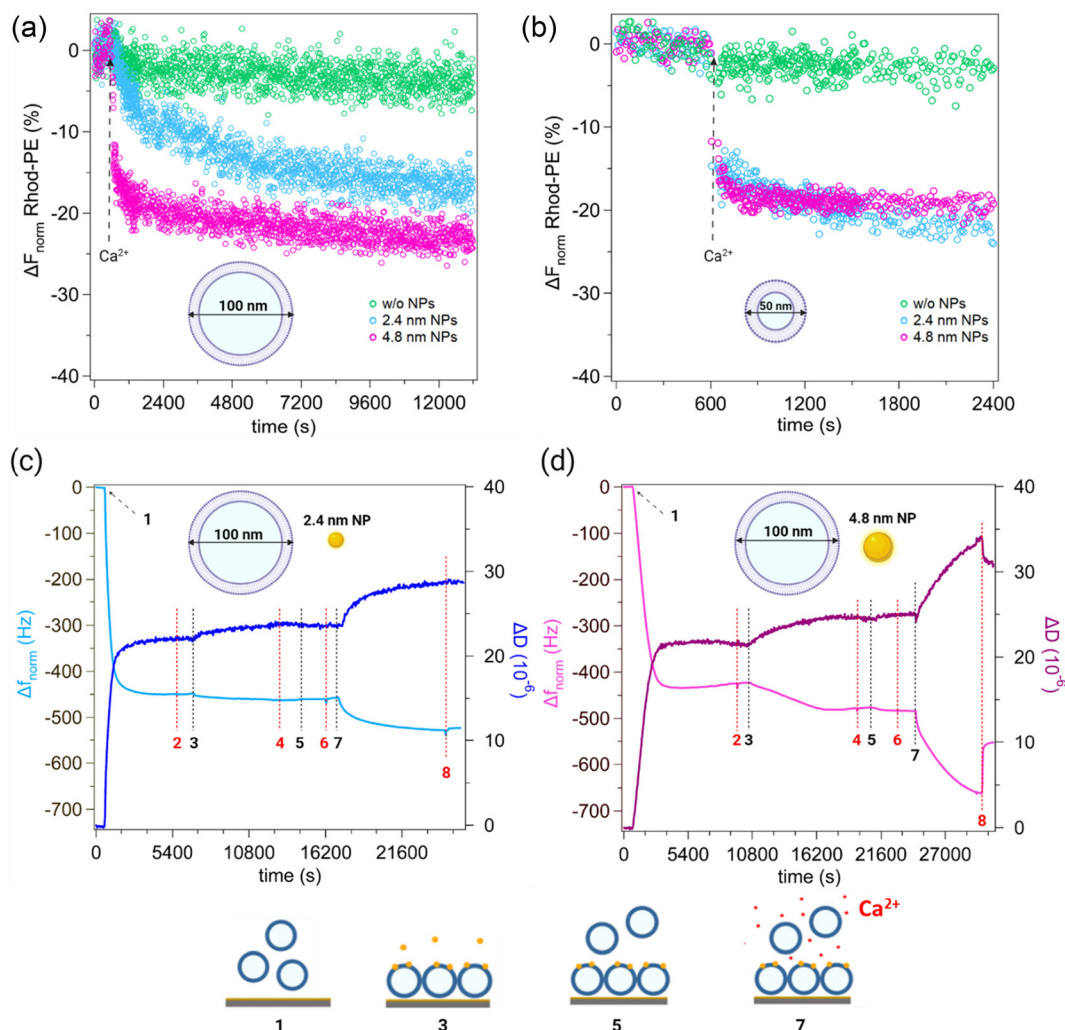 (a)
0
-10
-20
-30
-40
ΔFnorm Rhod-PE (%)
Ca²⁺
100 nm
w/o NPs
2.4 nm NPs
4.8 nm NPs
0 2400 4800 7200 9600 12000
time (s)
(b)
5
0
-5
-10
-15
-20
-25
-30
-35
-40
ΔFnorm Rhod-PE (%)
Ca²⁺
50 nm
w/o NPs
2.4 nm NPs
4.8 nm NPs
0 600 1200 1800 2400
time (s)
(c)
0
-100
-200
-300
-400
-500
-600
-700
Δfnorm (Hz)
1
100 nm
2.4 nm NP
2 3 4 5 6 7
8
40
30
20
10
0
ΔD (10⁻⁶)
0 5400 10800 16200 21600
time (s)
(d)
0
-100
-200
-300
-400
-500
-600
-700
Δfnorm (Hz)
1
100 nm
4.8 nm NP
2 3 4 5 6
7
8
40
30
20
10
0
ΔD (10⁻⁶)
0 5400 10800 16200 21600 27000
time (s)
Ca²⁺
1 3 5 7